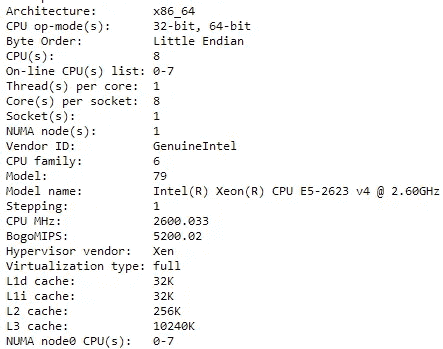 Architecture: x86_64
CPU op-mode(s): 32-bit, 64-bit
Byte Order: Little Endian
CPU(s): 8
On-line CPU(s) list: 0-7
Thread(s) per core: 1
Core(s) per socket: 8
Socket(s): 1
NUMA node(s): 1
Vendor ID: GenuineIntel
CPU family: 6
Model: 79
Model name: Intel(R) Xeon(R) CPU E5-2623 v4 @ 2.60GHz
Stepping: 1
CPU MHz: 2600.033
BogoMIPS: 5200.02
Hypervisor vendor: Xen
Virtualization type: full
L1d cache: 32K
L1i cache: 32K
L2 cache: 256K
L3 cache: 10240K
NUMA node0 CPU(s): 0-7